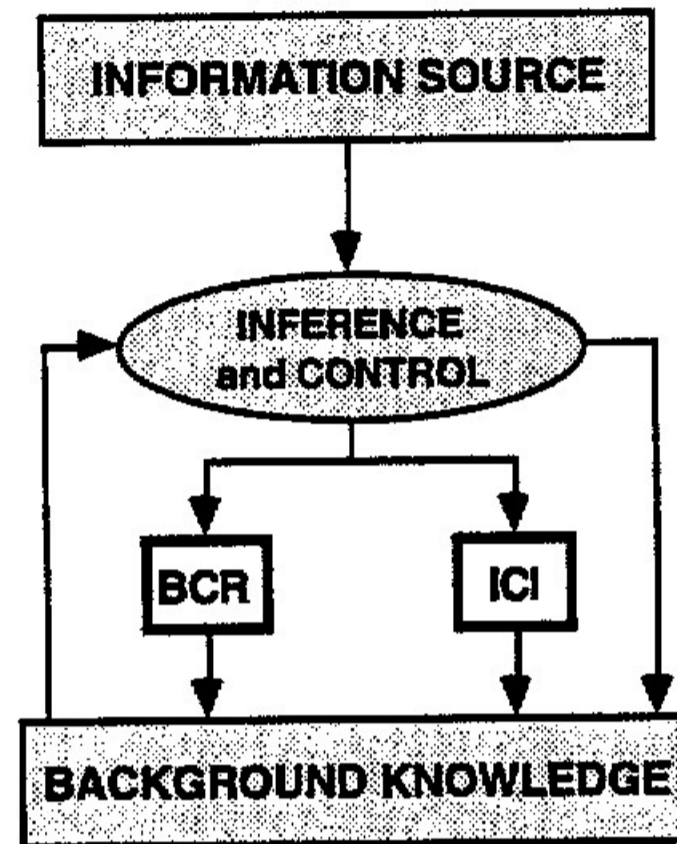 INFORMATION SOURCE
INFERENCE
and CONTROL
BCR
ICI
BACKGROUND KNOWLEDGE